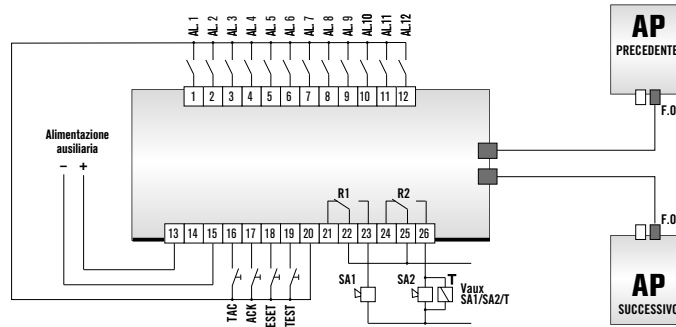 AL. 1 AL. 2 AL. 3 AL. 4 AL. 5 AL. 6 AL. 7 AL. 8 AL. 9 AL.10 AL.11 AL.12
1 2 3 4 5 6 7 8 9 10 11 12
AP
PRECEDENTE
F.O
Alimentazione
ausiliaria
– +
R1 R2
13 14 15 16 17 18 19 20 21 22 23 24 25 26
F.O
TAC ACK ESET TEST
SA1 SA2 T
Vaux
SA1/SA2/T
AP
SUCCESSIVO